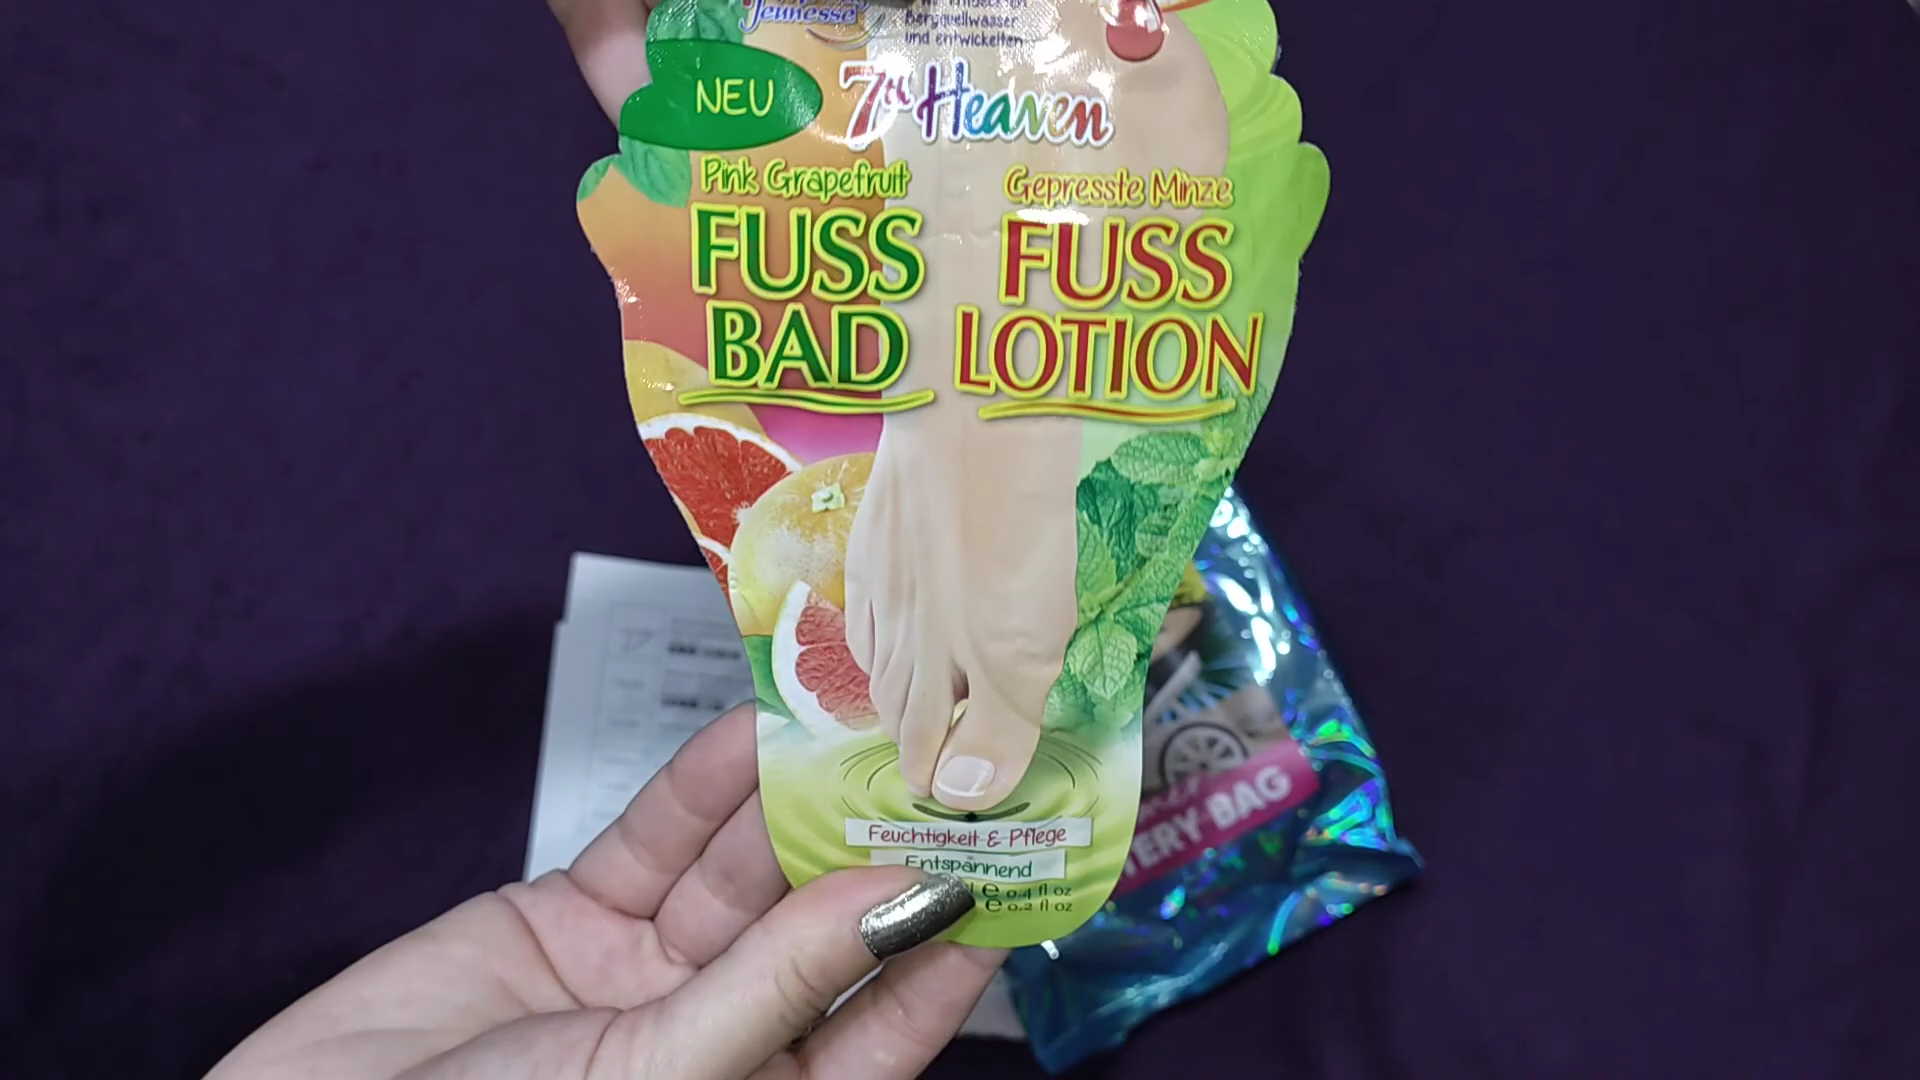 Jeunesse
Bergquellwasser
und entwickelten
NEU
7th Heaven
Pink Grapefruit
FUSS
BAD
Gepresste Minze
FUSS
LOTION
Feuchtigkeit & Pflege
Entspannend
e 0.4 fl oz
e 0.2 fl oz
TERY BAG